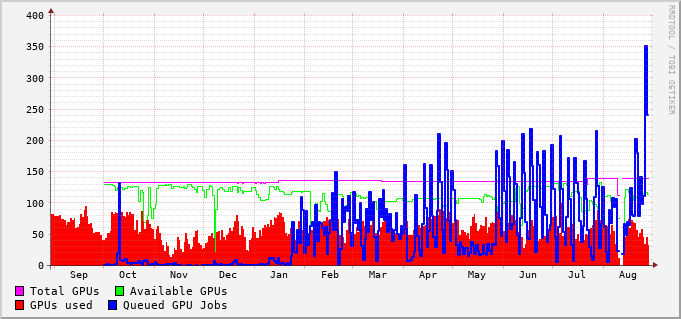 400
350
300
250
200
150
100
50
0
Sep Oct Nov Dec Jan Feb Mar Apr May Jun Jul Aug
Total GPUs Available GPUs
GPUs used Queued GPU Jobs
RRDTOOL / TOBI OETIKER